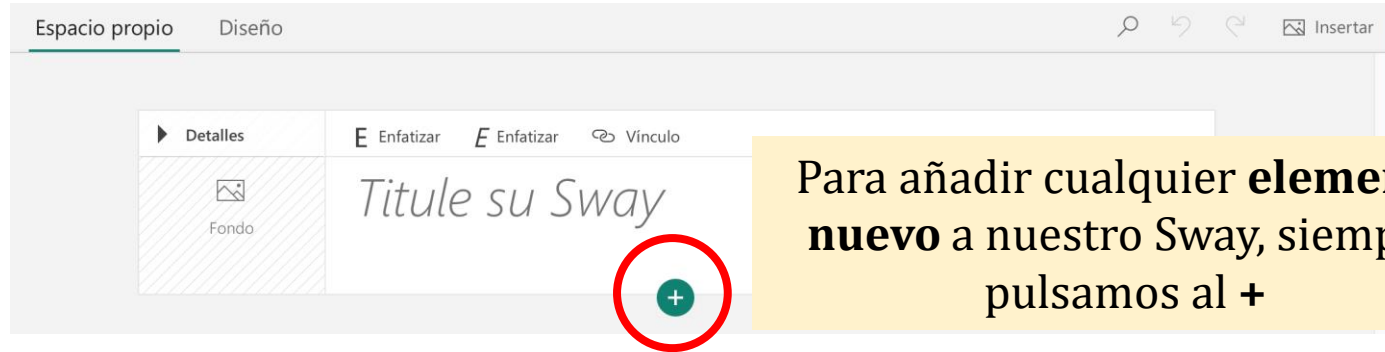 Espacio propio Diseño Insertar
Detalles E Enfatizar E Enfatizar Vínculo
Fondo
Titule su Sway
Para añadir cualquier
nuevo a nuestro Sway,
pulsamos al +